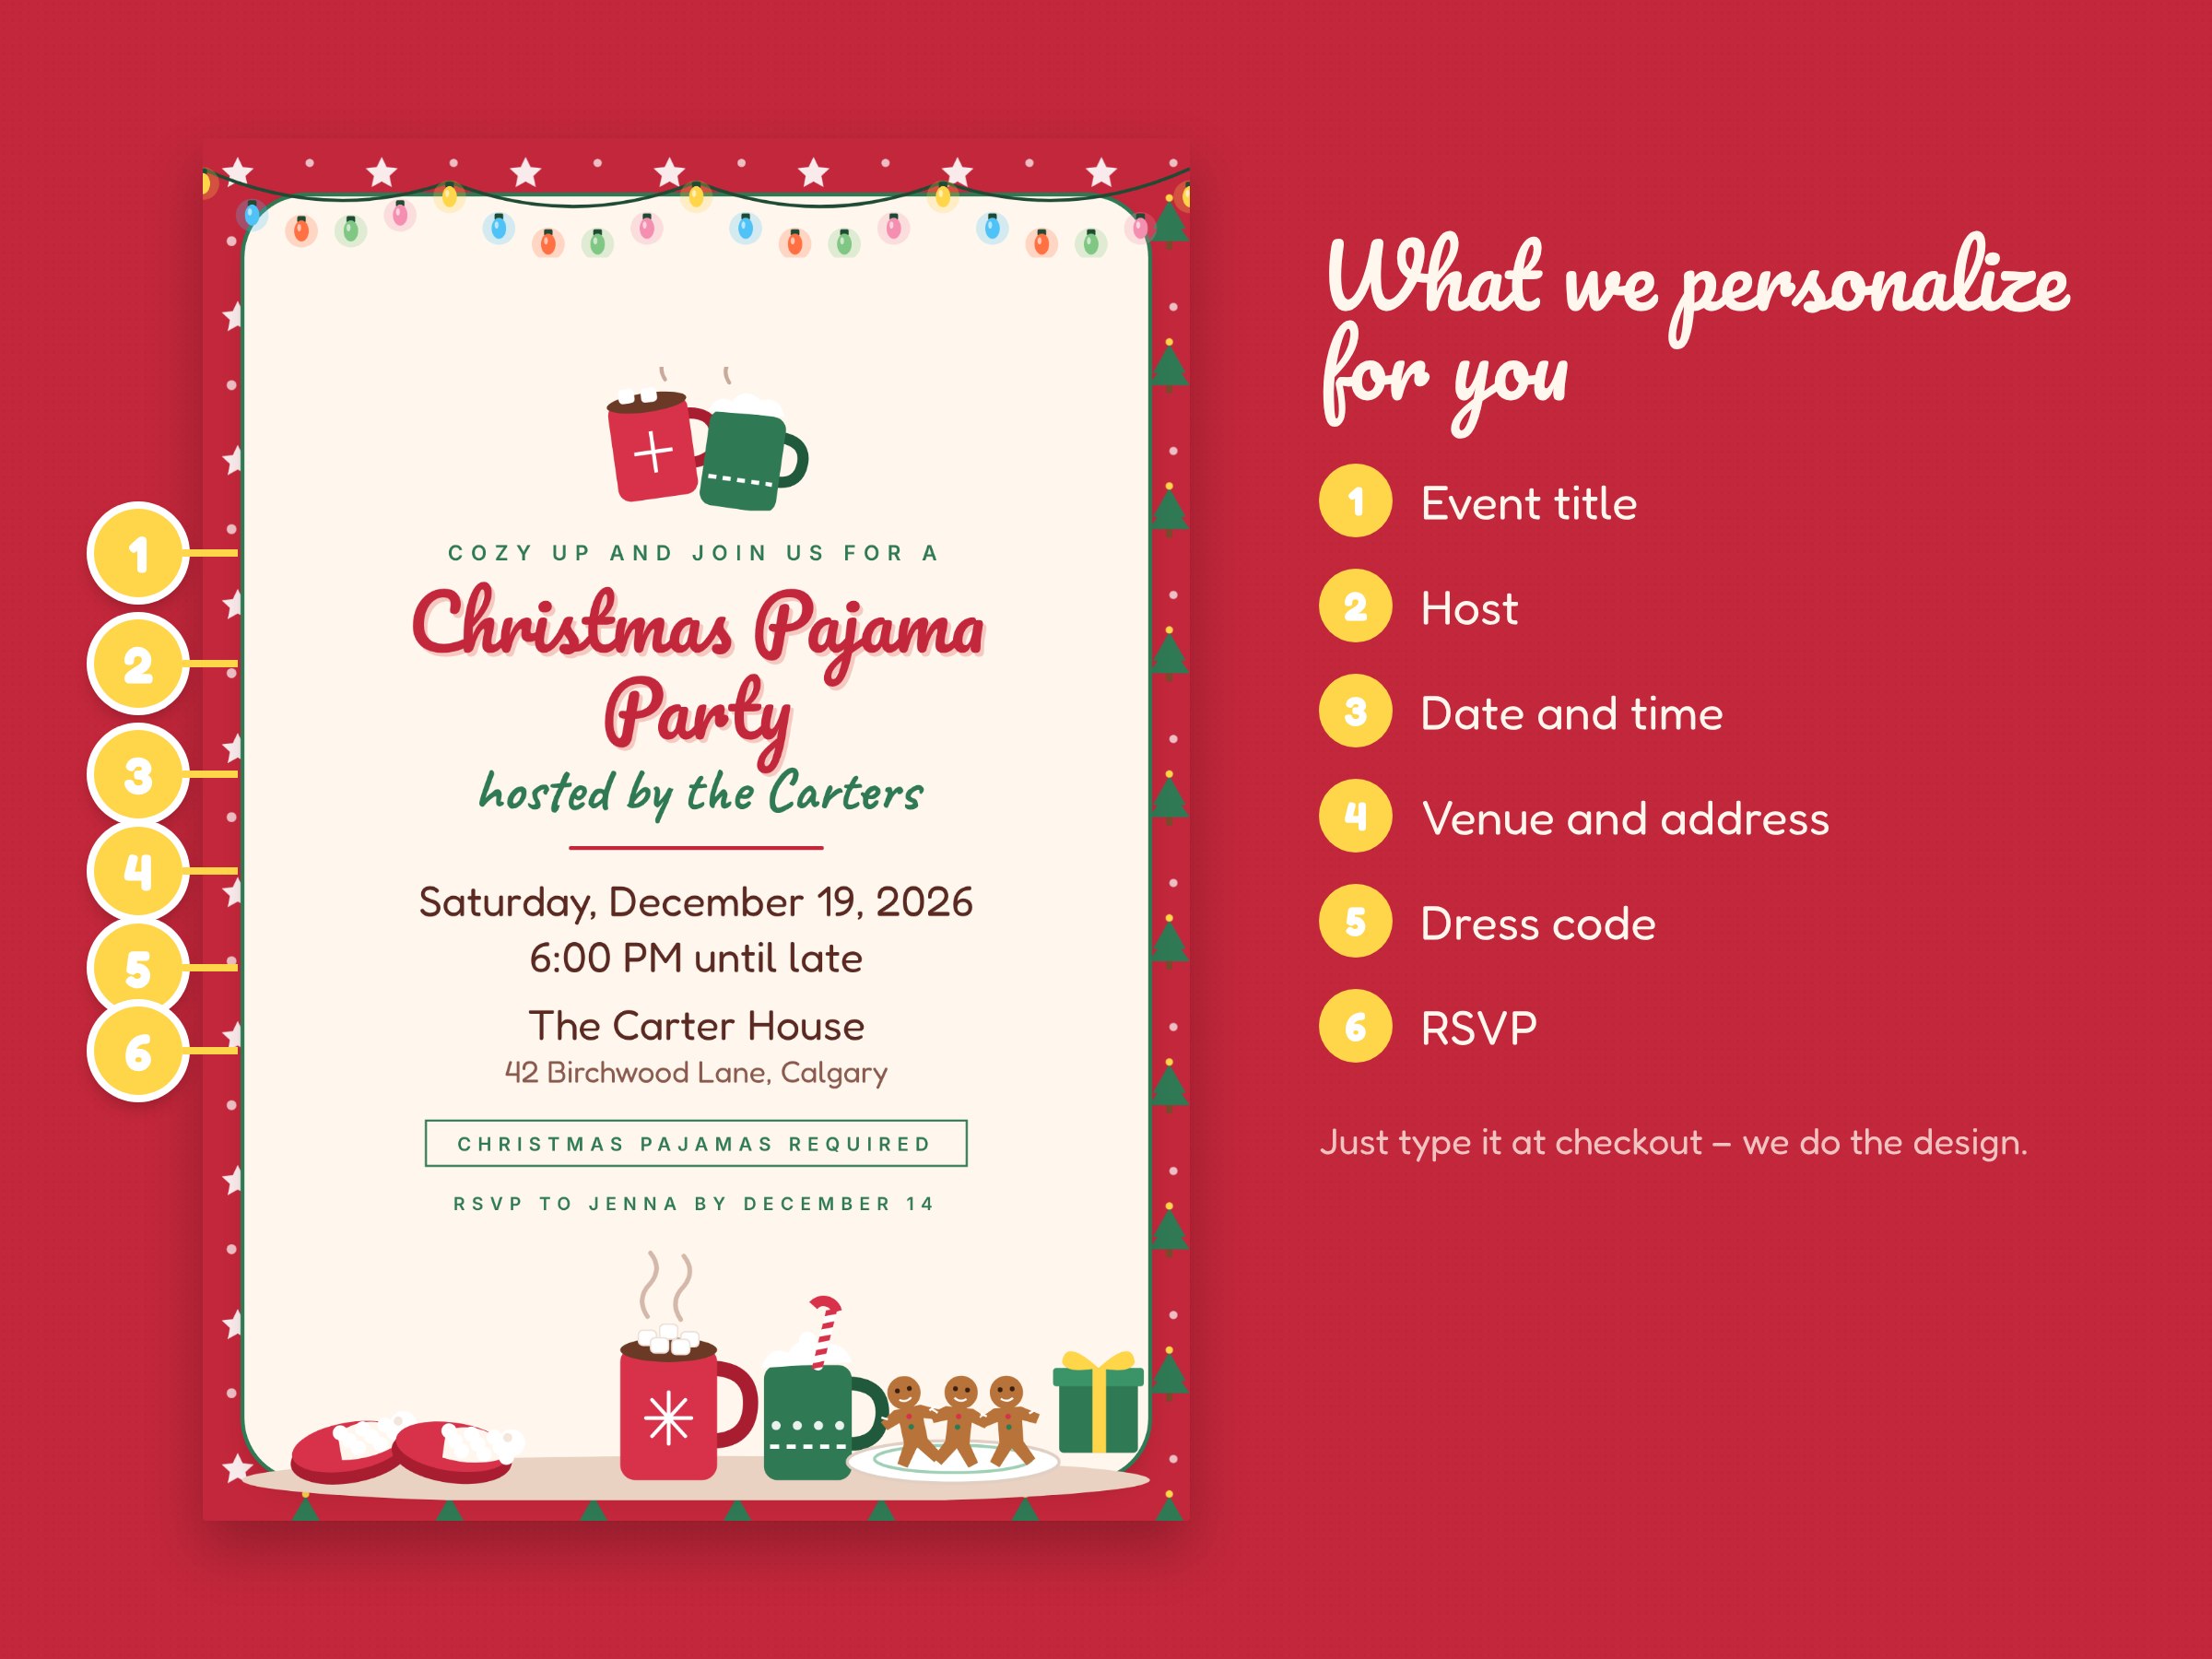 COZY UP AND JOIN US FOR A
Christmas Pajama
Party
hosted by the Carters
Saturday, December 19, 2026
6:00 PM until late
The Carter House
42 Birchwood Lane, Calgary
CHRISTMAS PAJAMAS REQUIRED
RSVP TO JENNA BY DECEMBER 14
1
2
3
4
5
6
What we personalize
for you
1 Event title
2 Host
3 Date and time
4 Venue and address
5 Dress code
6 RSVP
Just type it at checkout – we do the design.